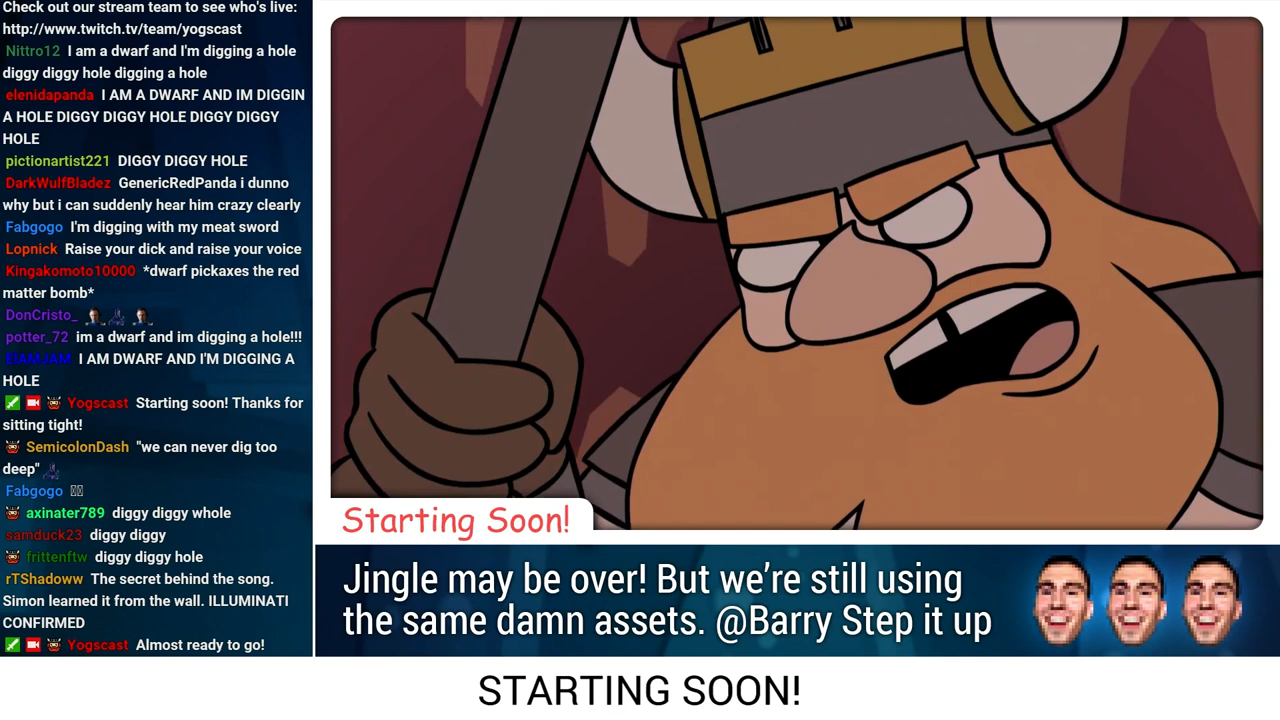 Check out our stream team to see who's live:
http://www.twitch.tv/team/yogscast
Nittro12 I am a dwarf and I'm digging a hole
diggy diggy hole digging a hole
elenidapanda I AM A DWARF AND IM DIGGIN
A HOLE DIGGY DIGGY HOLE DIGGY DIGGY
HOLE
pictionartist221 DIGGY DIGGY HOLE
DarkWulfBladez GenericRedPanda i dunno
why but i can suddenly hear him crazy clearly
Fabgogo I'm digging with my meat sword
Lopnick Raise your dick and raise your voice
Kingakomoto10000 *dwarf pickaxes the red
matter bomb*
DonCristo_
potter_72 im a dwarf and im digging a hole!!!
I AM DWARF AND I'M DIGGING A
HOLE
Yogscast Starting soon! Thanks for
sitting tight!
SemicolonDash "we can never dig too
deep"
Fabgogo
axinater789 diggy diggy whole
samduck23 diggy diggy
frittenftw diggy diggy hole
rTShadoww The secret behind the song.
Simon learned it from the wall. ILLUMINATI
CONFIRMED
Yogscast Almost ready to go!
Starting Soon!
Jingle may be over! But we're still using
the same damn assets. @Barry Step it up
STARTING SOON!